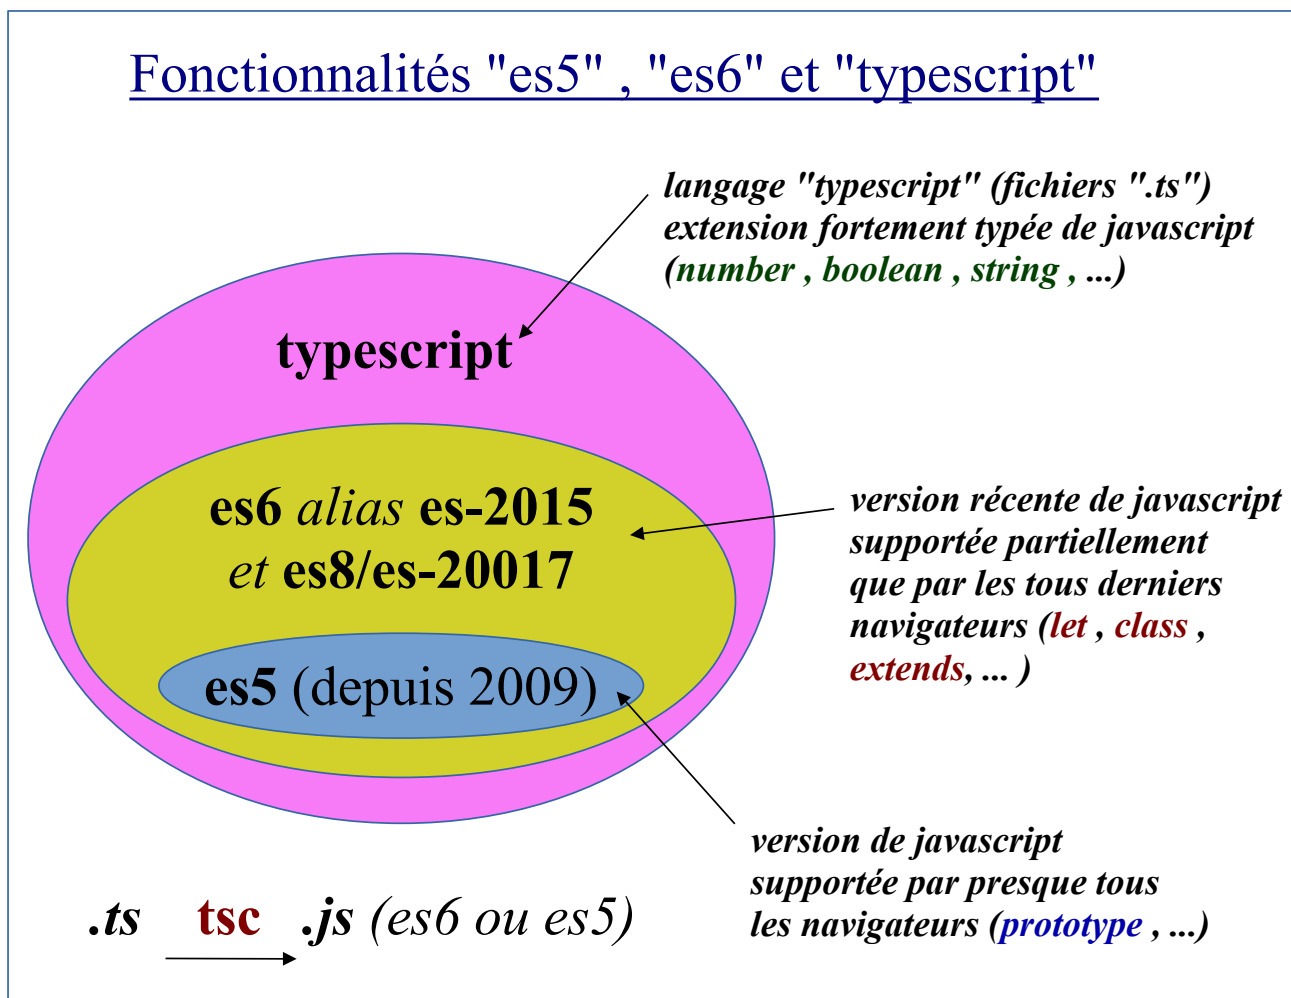 Fonctionnalités "es5" , "es6" et "typescript"
langage "typescript" (fichiers ".ts")
extension fortement typée de javascript
(number , boolean , string , ...)
typescript
es6 alias es-2015
et es8/es-20017
version récente de javascript
supportée partiellement
que par les tous derniers
navigateurs (let , class ,
extends, ... )
es5 (depuis 2009)
version de javascript
supportée par presque tous
les navigateurs (prototype , ...)
.ts tsc .js (es6 ou es5)